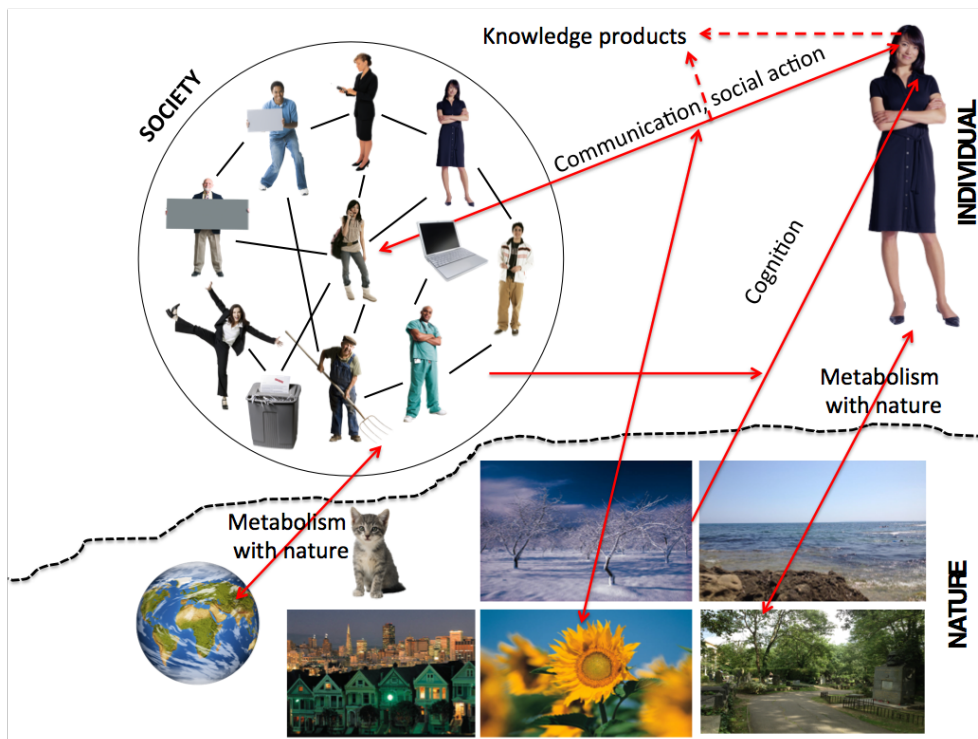 Knowledge products
SOCIETY
Communication, social action
INDIVIDUAL
Cognition
Metabolism
with nature
Metabolism
with nature
NATURE